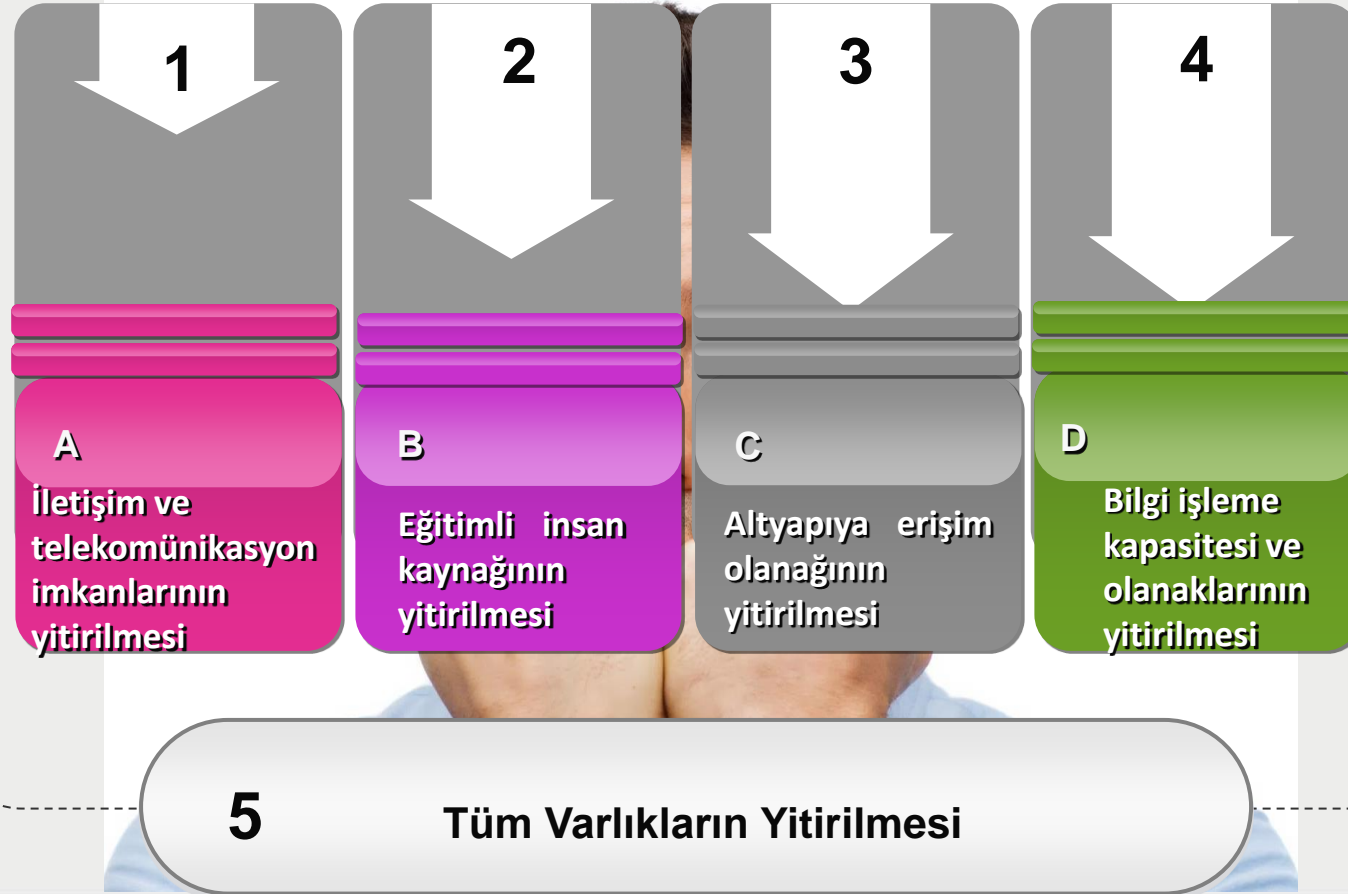 1
2
3
4
A
İletişim ve
telekomünikasyon
imkanlarının
yitirilmesi
B
Eğitimli insan
kaynağının
yitirilmesi
C
Altyapıya erişim
olanağının
yitirilmesi
D
Bilgi işleme
kapasitesi ve
olanaklarının
yitirilmesi
5
Tüm Varlıkların Yitirilmesi